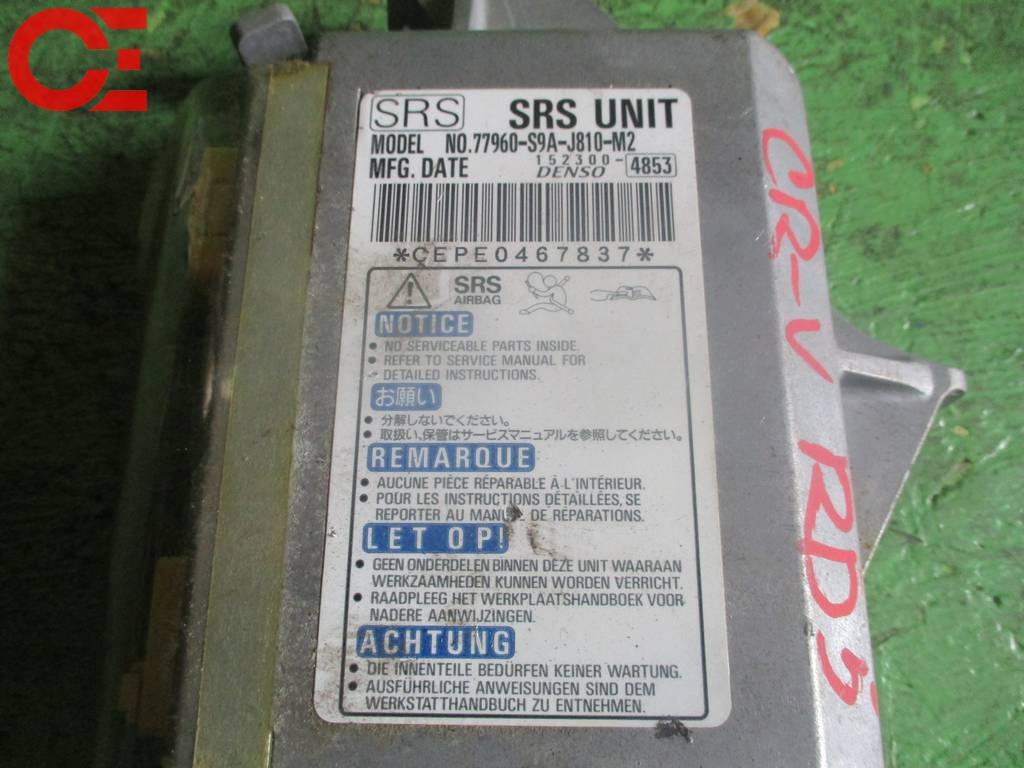 CE
SRS SRS UNIT
MODEL NO.77960-S9A-J810-M2
MFG. DATE 152300-4853
DENSO
*CEPE0467837*
SRS
AIRBAG
NOTICE
• NO SERVICEABLE PARTS INSIDE.
• REFER TO SERVICE MANUAL FOR
DETAILED INSTRUCTIONS.
お願い
• 分解しないでください。
• 取扱い、保管はサービスマニュアルを参照してください。
REMARQUE
• AUCUNE PIÈCE RÉPARABLE À L'INTÉRIEUR.
• POUR LES INSTRUCTIONS DÉTAILLÉES, SE
REPORTER AU MANUEL DE RÉPARATIONS.
LET OP!
• GEEN ONDERDELEN BINNEN DEZE UNIT WAARAAN
WERKZAAMHEDEN KUNNEN WORDEN VERRICHT.
• RAADPLEEG HET WERKPLAATSHANDBOEK VOOR
NADERE AANWIJZINGEN.
ACHTUNG
• DIE INNENTEILE BEDÜRFEN KEINER WARTUNG.
• AUSFÜHRLICHE ANWEISUNGEN SIND DEM
WERKSTATTHANDBUCH ZU ENTNEHMEN.
CR-V RD5